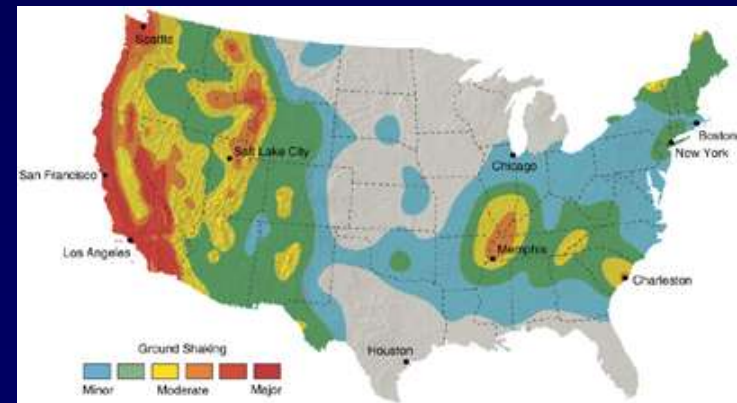 Seattle
Salt Lake City
San Francisco
Los Angeles
Chicago
Boston
New York
Memphis
Charleston
Houston
Ground Shaking
Minor
Moderate
Major